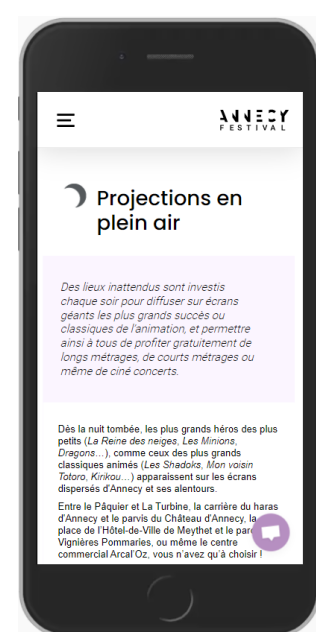 ANNECY
FESTIVAL
Projections en
plein air
Des lieux inattendus sont investis
chaque soir pour diffuser sur écrans
géants les plus grands succès ou
classiques de l'animation, et permettre
ainsi à tous de profiter gratuitement de
longs métrages, de courts métrages ou
même de ciné concerts.
Dès la nuit tombée, les plus grands héros des plus
petits (La Reine des neiges, Les Minions,
Dragons…), comme ceux des plus grands
classiques animés (Les Shadoks, Mon voisin
Totoro, Kirikou…) apparaissent sur les écrans
dispersés d'Annecy et ses alentours.
Entre le Pâquier et La Turbine, la carrière du haras
d'Annecy et le parvis du Château d'Annecy, la
place de l'Hôtel-de-Ville de Meythet et le
Vignières Pommaries, ou même le centre
commercial Arcal'Oz, vous n'avez qu'à choisir !